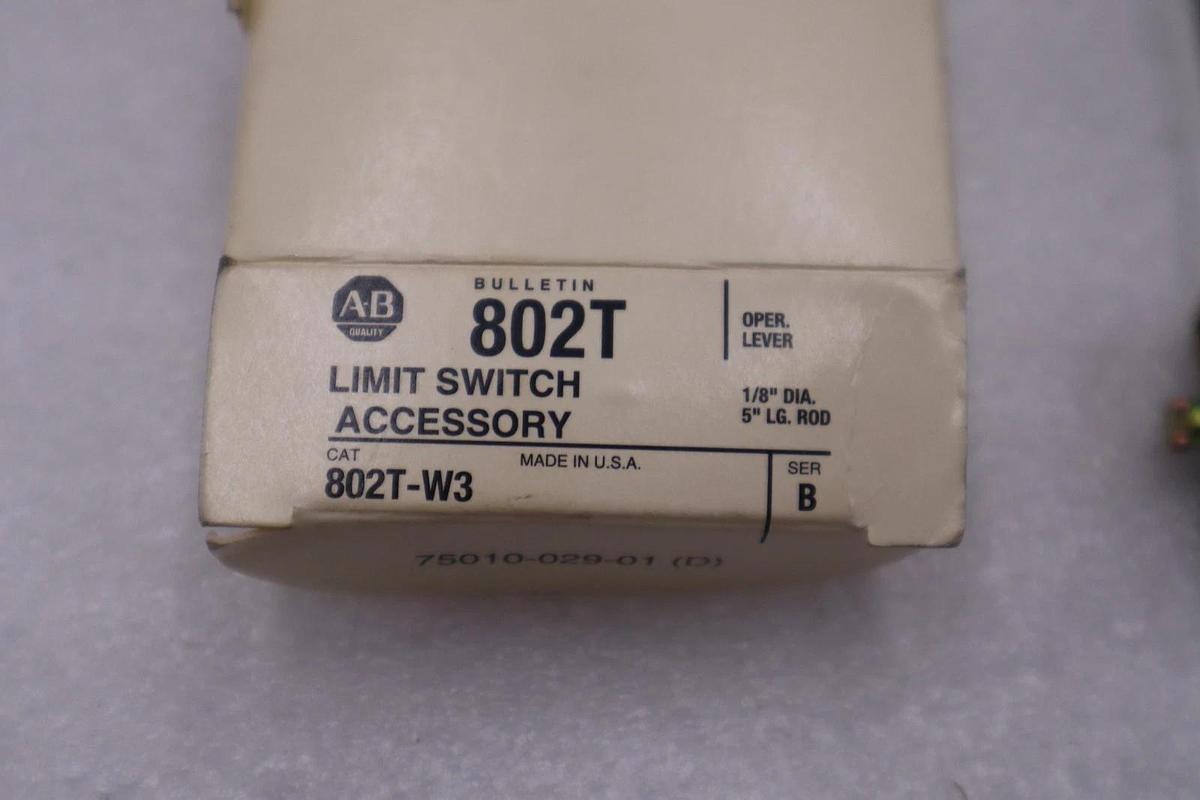 A-B
QUALITY
BULLETIN
802T
LIMIT SWITCH
ACCESSORY
OPER.
LEVER
1/8" DIA.
5" LG. ROD
CAT
802T-W3
MADE IN U.S.A.
SER
B
75010-029-01 (D)